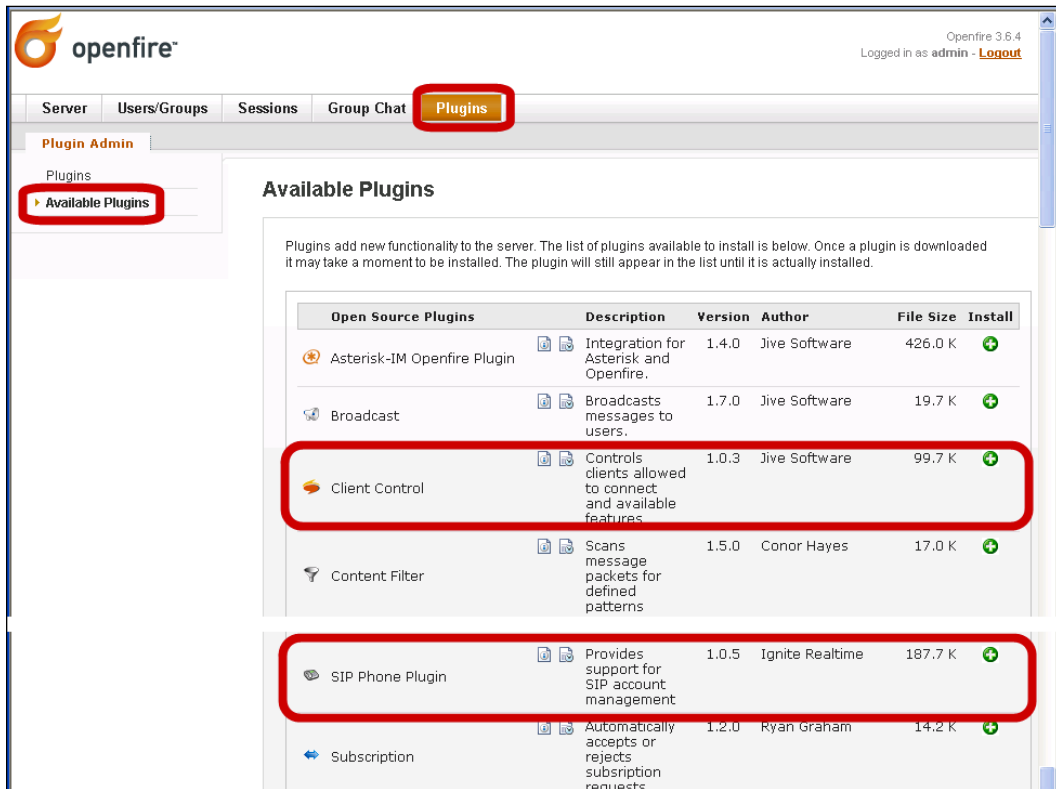 openfire
Openfire 3.6.4
Logged in as admin - Logout
Server Users/Groups Sessions Group Chat Plugins
Plugin Admin
Plugins
Available Plugins
Available Plugins
Plugins add new functionality to the server. The list of plugins available to install is below. Once a plugin is downloaded
it may take a moment to be installed. The plugin will still appear in the list until it is actually installed.
Open Source Plugins Description Version Author File Size Install
Asterisk-IM Openfire Plugin Integration for 1.4.0 Jive Software 426.0 K
Asterisk and
Openfire.
Broadcast Broadcasts 1.7.0 Jive Software 19.7 K
messages to
users.
Client Control Controls 1.0.3 Jive Software 99.7 K
clients allowed
to connect
and available
features
Content Filter Scans 1.5.0 Conor Hayes 17.0 K
message
packets for
defined
patterns
SIP Phone Plugin Provides 1.0.5 Ignite Realtime 187.7 K
support for
SIP account
management
Subscription Automatically 1.2.0 Ryan Graham 14.2 K
accepts or
rejects
subsription
requests